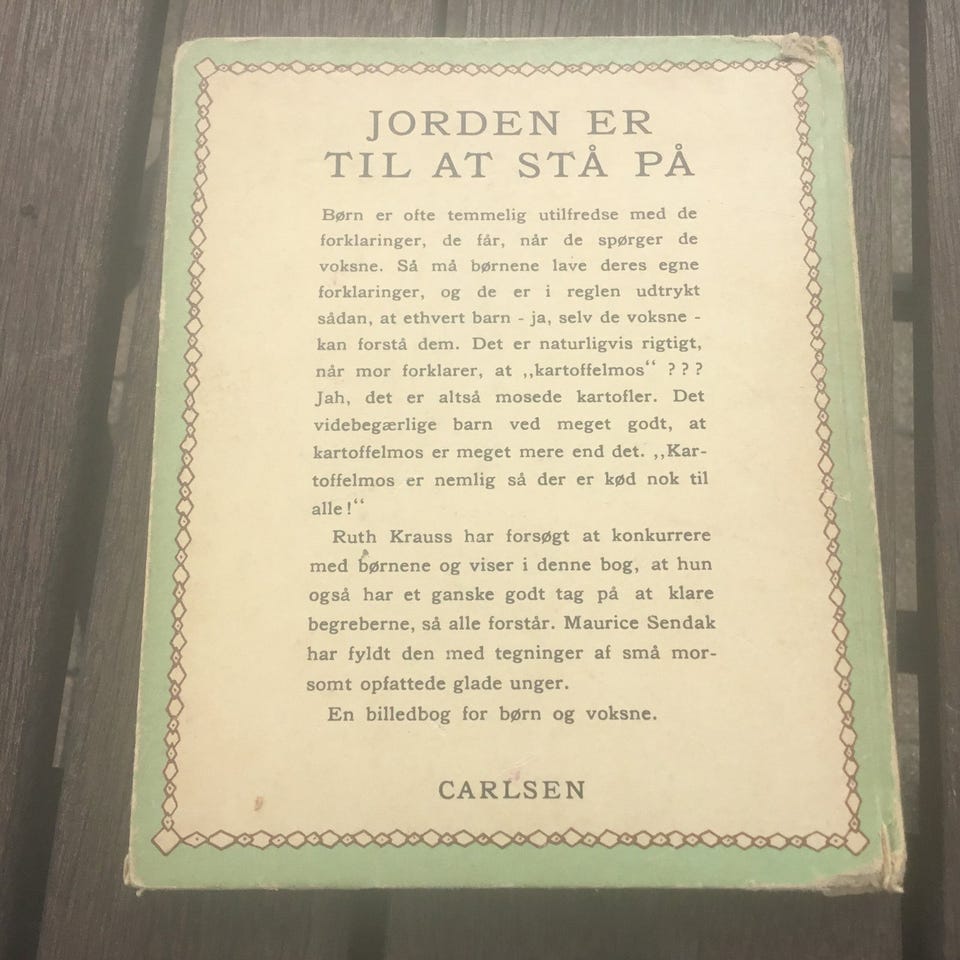 JORDEN ER
TIL AT STÅ PÅ
Børn er ofte temmelig utilfredse med de
forklaringer, de får, når de spørger de
voksne. Så må børnene lave deres egne
forklaringer, og de er i reglen udtrykt
sådan, at ethvert barn - ja, selv de voksne -
kan forstå dem. Det er naturligvis rigtigt,
når mor forklarer, at ,,kartoffelmos“ ? ? ?
Jah, det er altså mosede kartofler. Det
videbegærlige barn ved meget godt, at
kartoffelmos er meget mere end det. ,,Kar-
toffelmos er nemlig så der er kød nok til
alle !“
Ruth Krauss har forsøgt at konkurrere
med børnene og viser i denne bog, at hun
også har et ganske godt tag på at klare
begreberne, så alle forstår. Maurice Sendak
har fyldt den med tegninger af små mor-
somt opfattede glade unger.
En billedbog for børn og voksne.
CARLSEN